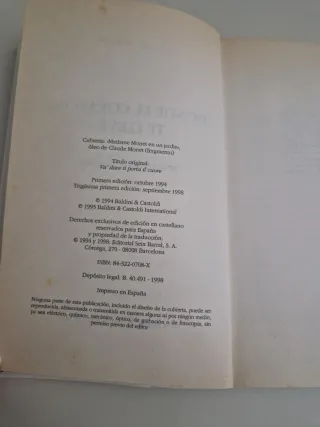 Cubierta: «Madame Monet en un jardín»,
óleo de Claude Monet (fragmento)
Título original:
Va' dove ti porta il cuore
Primera edición: octubre 1994
Trigésima primera edición: septiembre 1998
© 1994 Baldini & Castoldi
© 1995 Baldini & Castoldi International
Derechos exclusivos de edición en castellano
reservados para España
y propiedad de la traducción:
© 1994 y 1998: Editorial Seix Barral, S. A.
Córcega, 270 - 08008 Barcelona
ISBN: 84-322-0708-X
Depósito legal: B. 40.491 - 1998
Impreso en España
Ninguna parte de esta publicación, incluido el diseño de la cubierta, puede ser
reproducida, almacenada o transmitida en manera alguna ni por ningún medio,
ya sea eléctrico, químico, mecánico, óptico, de grabación o de fotocopia, sin
permiso previo del editor